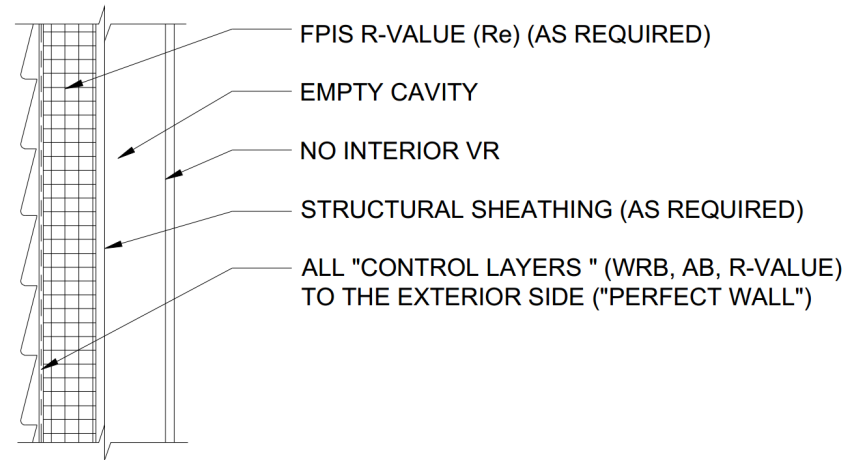 FPIS R-VALUE (Re) (AS REQUIRED)
EMPTY CAVITY
NO INTERIOR VR
STRUCTURAL SHEATHING (AS REQUIRED)
ALL "CONTROL LAYERS " (WRB, AB, R-VALUE)
TO THE EXTERIOR SIDE ("PERFECT WALL")